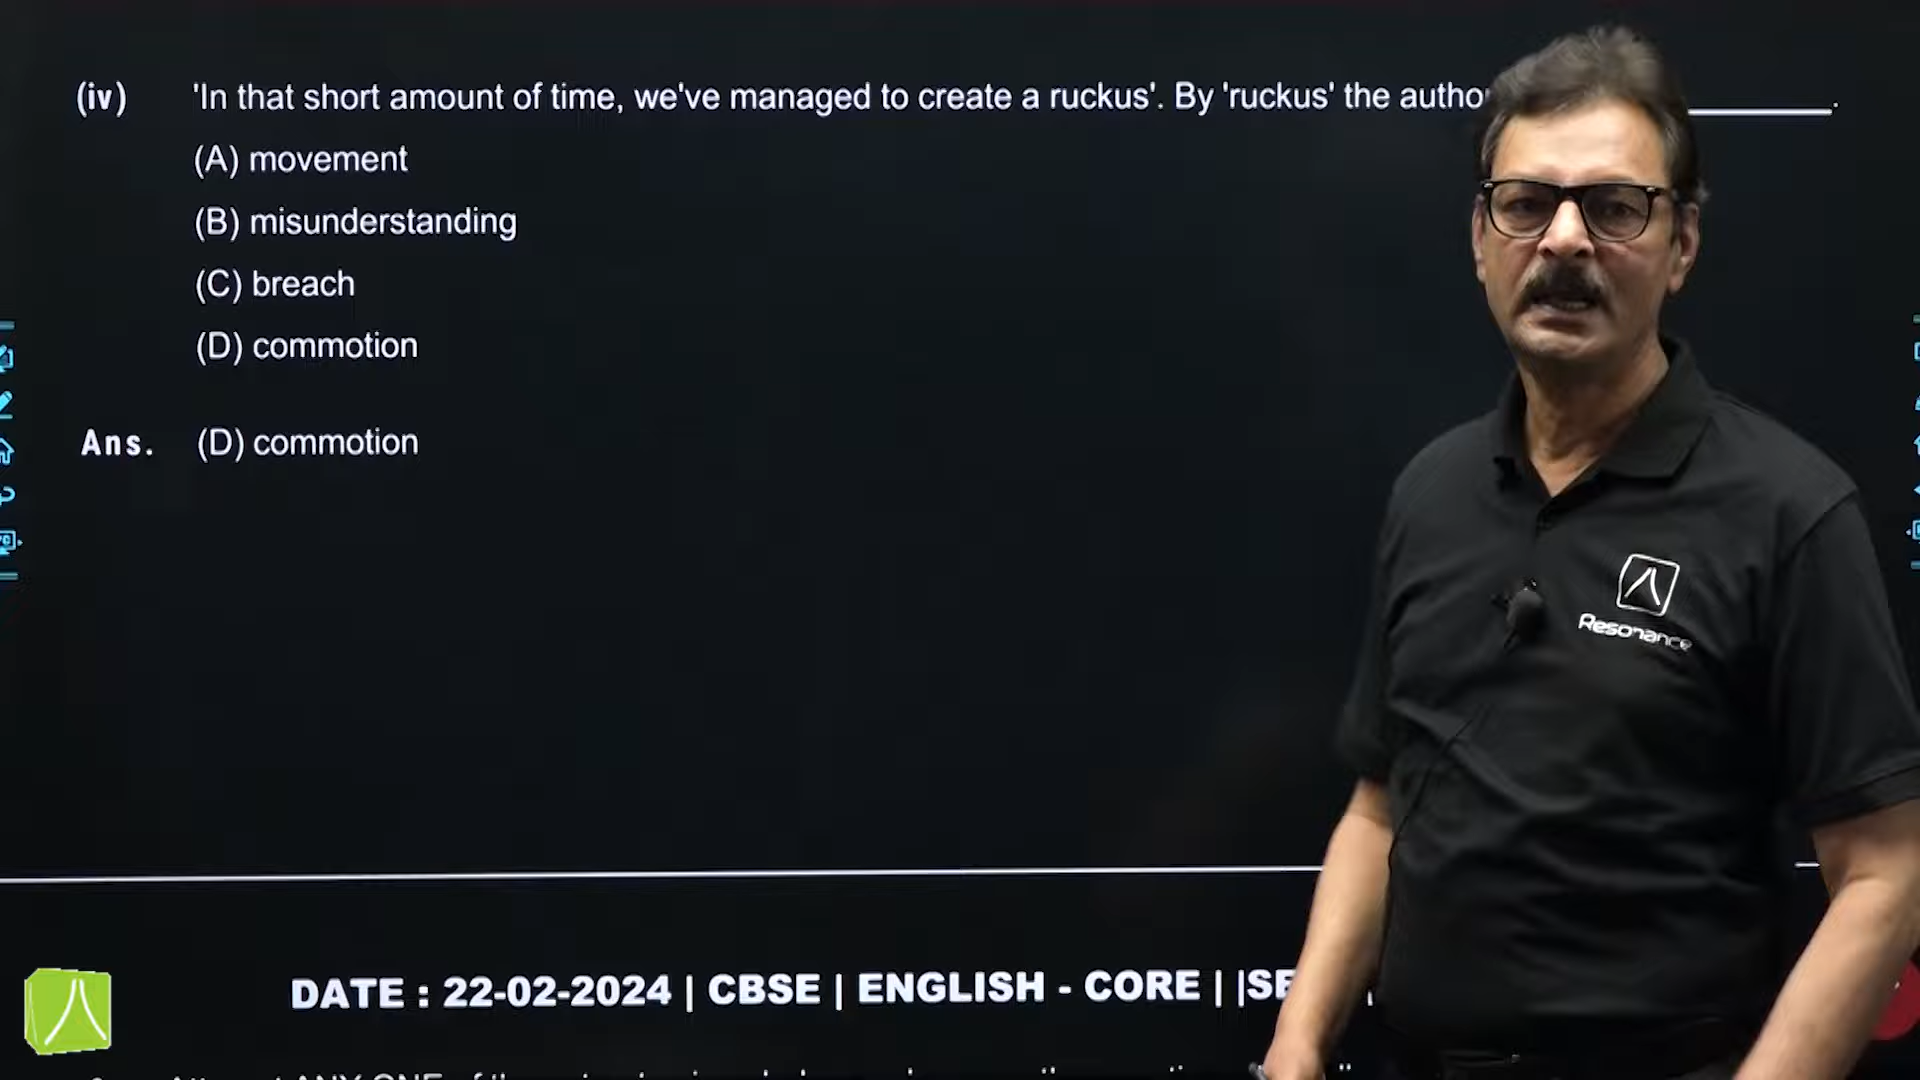 (iv) 'In that short amount of time, we've managed to create a ruckus'. By 'ruckus' the autho
(A) movement
(B) misunderstanding
(C) breach
(D) commotion
Ans. (D) commotion
Resonance
DATE : 22-02-2024 | CBSE | ENGLISH - CORE | |SE